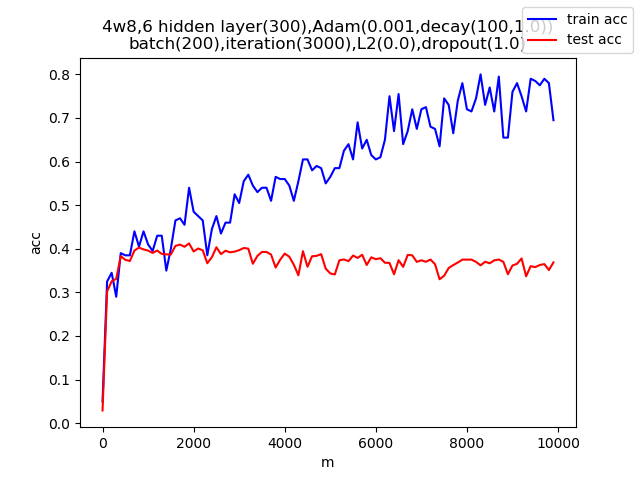 4w8,6 hidden layer(300),Adam(0.001,decay(100,1.0))
batch(200),iteration(3000),L2(0.0),dropout(1.0)
train acc
test acc
acc
0.8
0.7
0.6
0.5
0.4
0.3
0.2
0.1
0.0
0
2000
4000
6000
8000
10000
m